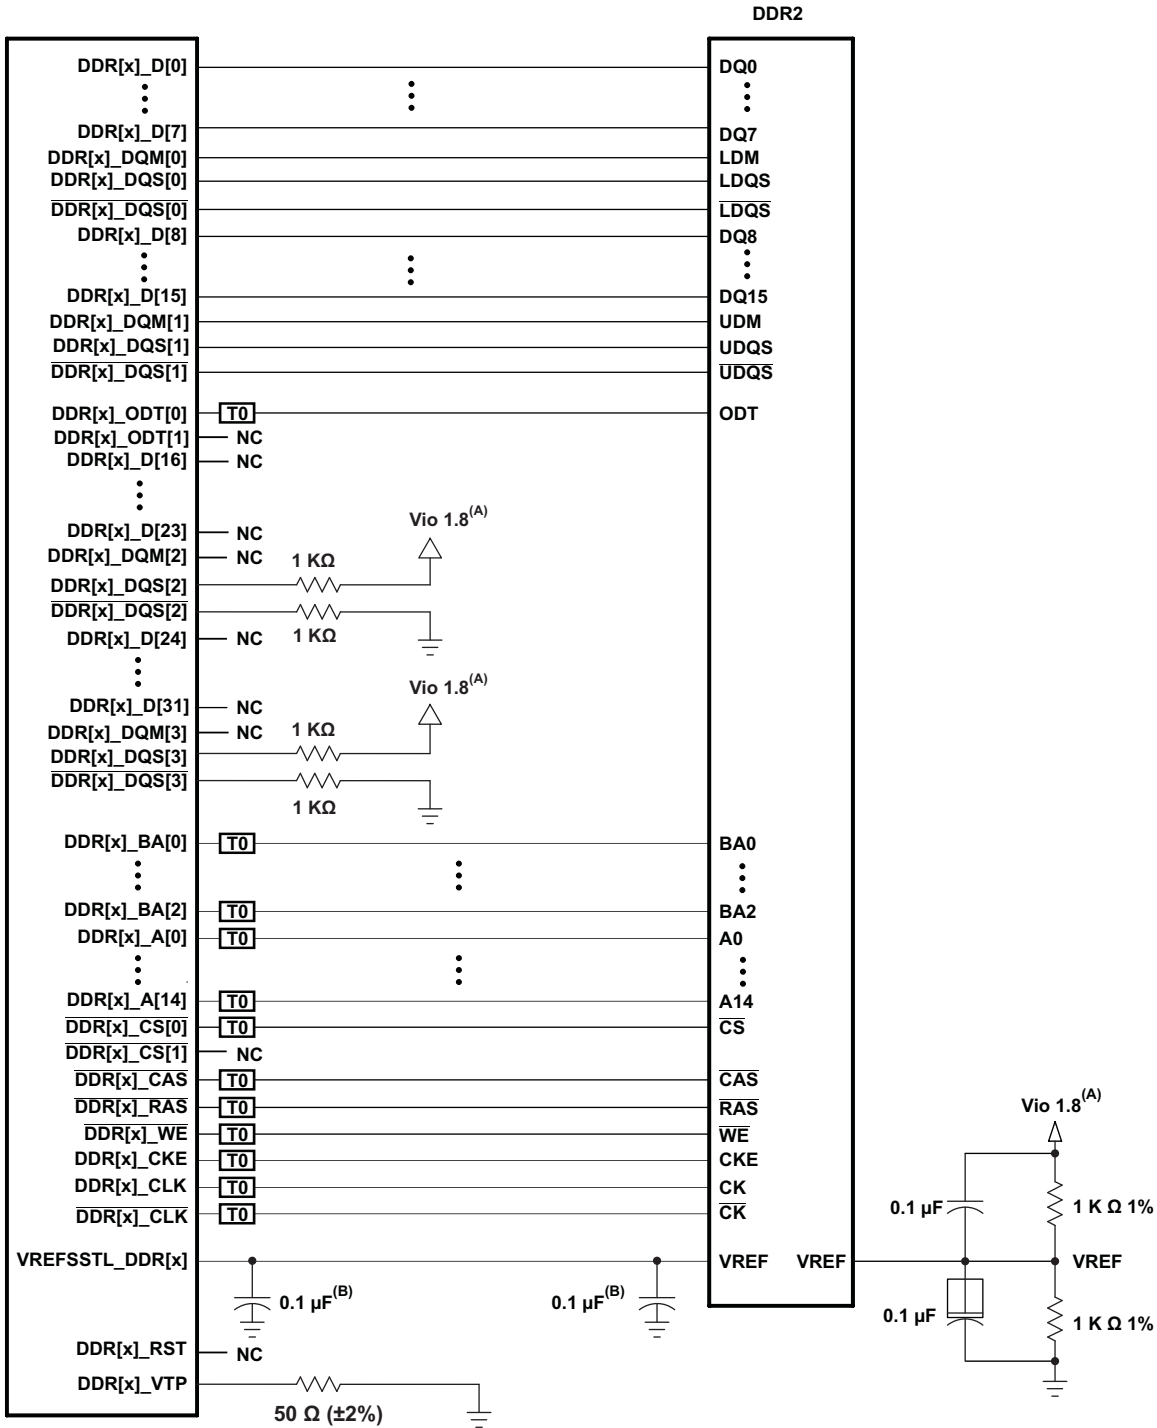 DDR2
DDR[x]_D[0] DQ0
DDR[x]_D[7] DQ7
DDR[x]_DQM[0] LDM
DDR[x]_DQS[0] LDQS
DDR[x]_DQS[0] LDQS
DDR[x]_D[8] DQ8
DDR[x]_D[15] DQ15
DDR[x]_DQM[1] UDM
DDR[x]_DQS[1] UDQS
DDR[x]_DQS[1] UDQS
DDR[x]_ODT[0] T0 ODT
DDR[x]_ODT[1] NC
DDR[x]_D[16] NC
Vio 1.8(A)
DDR[x]_D[23] NC
DDR[x]_DQM[2] NC
1 KΩ
DDR[x]_DQS[2]
DDR[x]_DQS[2]
1 KΩ
DDR[x]_D[24] NC
Vio 1.8(A)
DDR[x]_D[31] NC
DDR[x]_DQM[3] NC
1 KΩ
DDR[x]_DQS[3]
DDR[x]_DQS[3]
1 KΩ
DDR[x]_BA[0] T0 BA0
DDR[x]_BA[2] T0 BA2
DDR[x]_A[0] T0 A0
DDR[x]_A[14] T0 A14
DDR[x]_CS[0] T0 CS
DDR[x]_CS[1] NC
DDR[x]_CAS T0 CAS
DDR[x]_RAS T0 RAS
Vio 1.8(A)
DDR[x]_WE T0 WE
DDR[x]_CKE T0 CKE
DDR[x]_CLK T0 CK
0.1 µF 1 K Ω 1%
DDR[x]_CLK T0 CK
VREFSSTL_DDR[x] VREF VREF VREF
0.1 µF(B) 0.1 µF(B)
0.1 µF 1 K Ω 1%
DDR[x]_RST NC
DDR[x]_VTP
50 Ω (±2%)